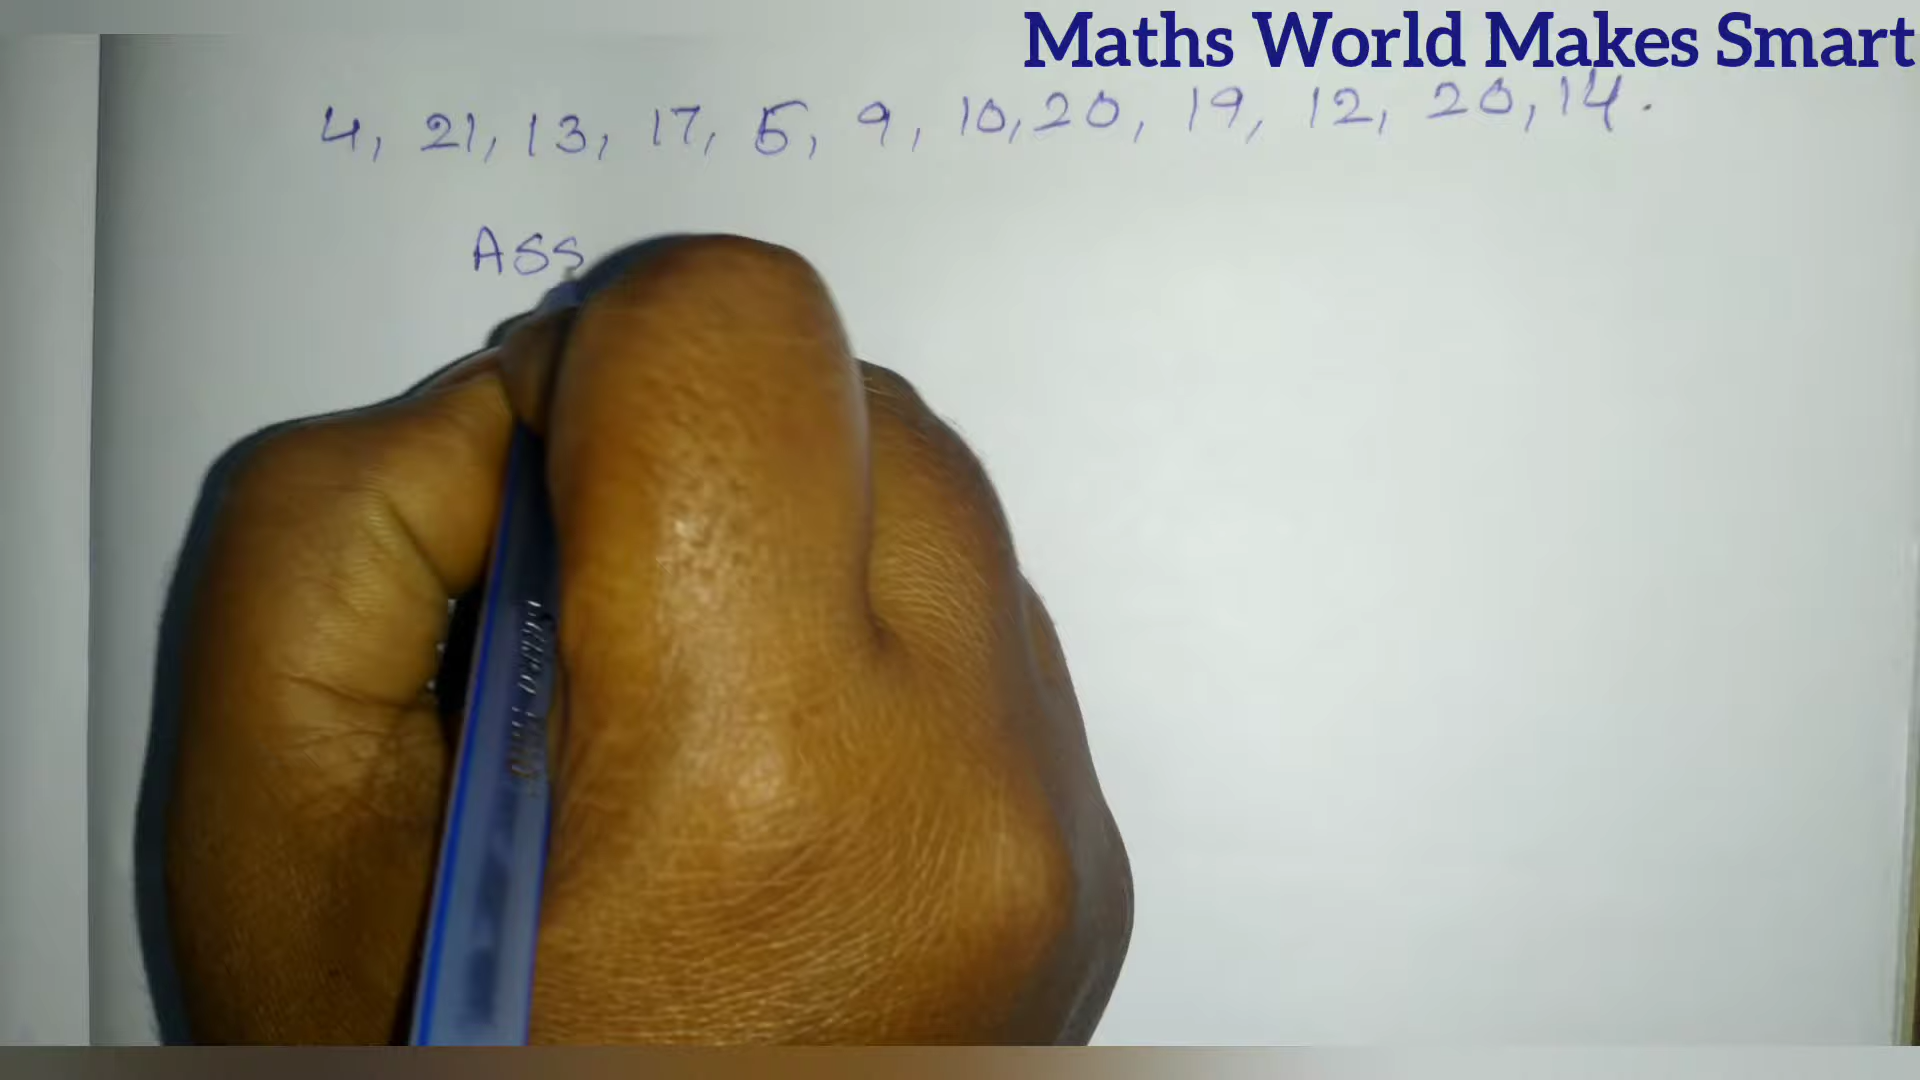 Maths World Makes Smart
4, 21, 13, 17, 5, 9, 10, 20, 19, 12, 20, 14.
ASS